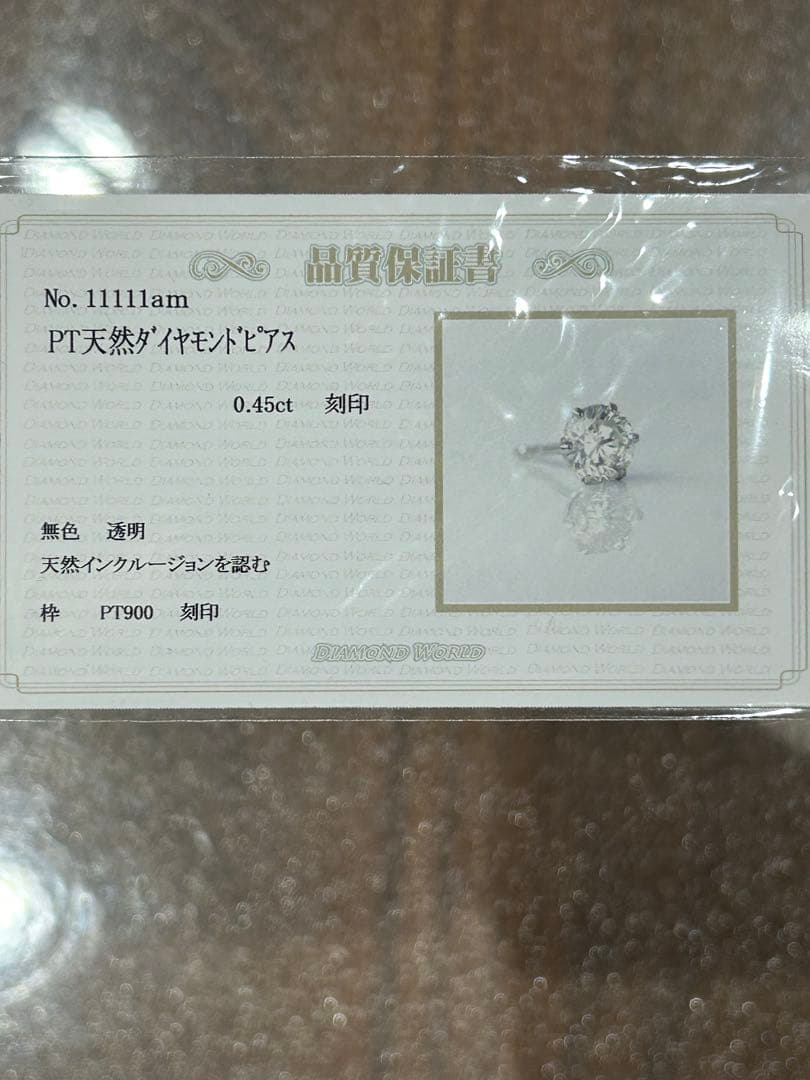 品質保証書
No.11111am
PT天然ダイヤモンドピアス
0.45ct 刻印
無色 透明
天然インクルージョンを認む
枠 PT900 刻印
DIAMOND WORLD